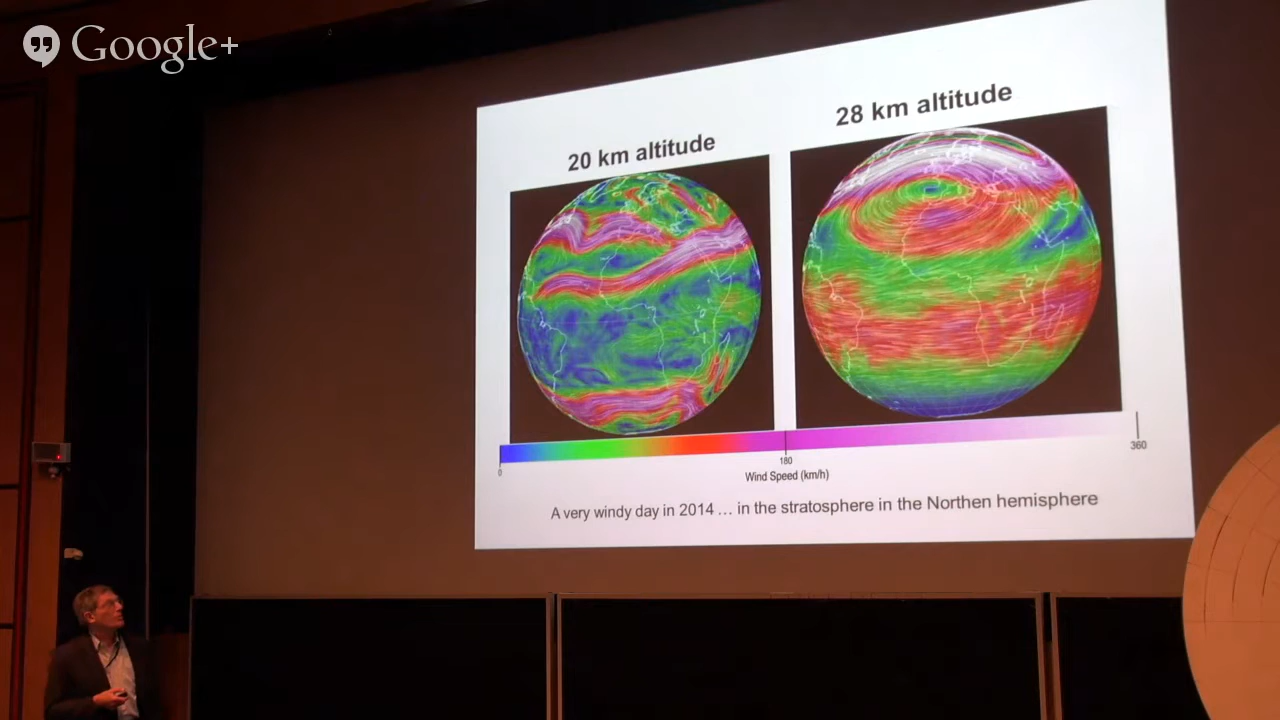 Google+
28 km altitude
20 km altitude
0
180
360
Wind Speed (km/h)
A very windy day in 2014 ... in the stratosphere in the Northen hemisphere